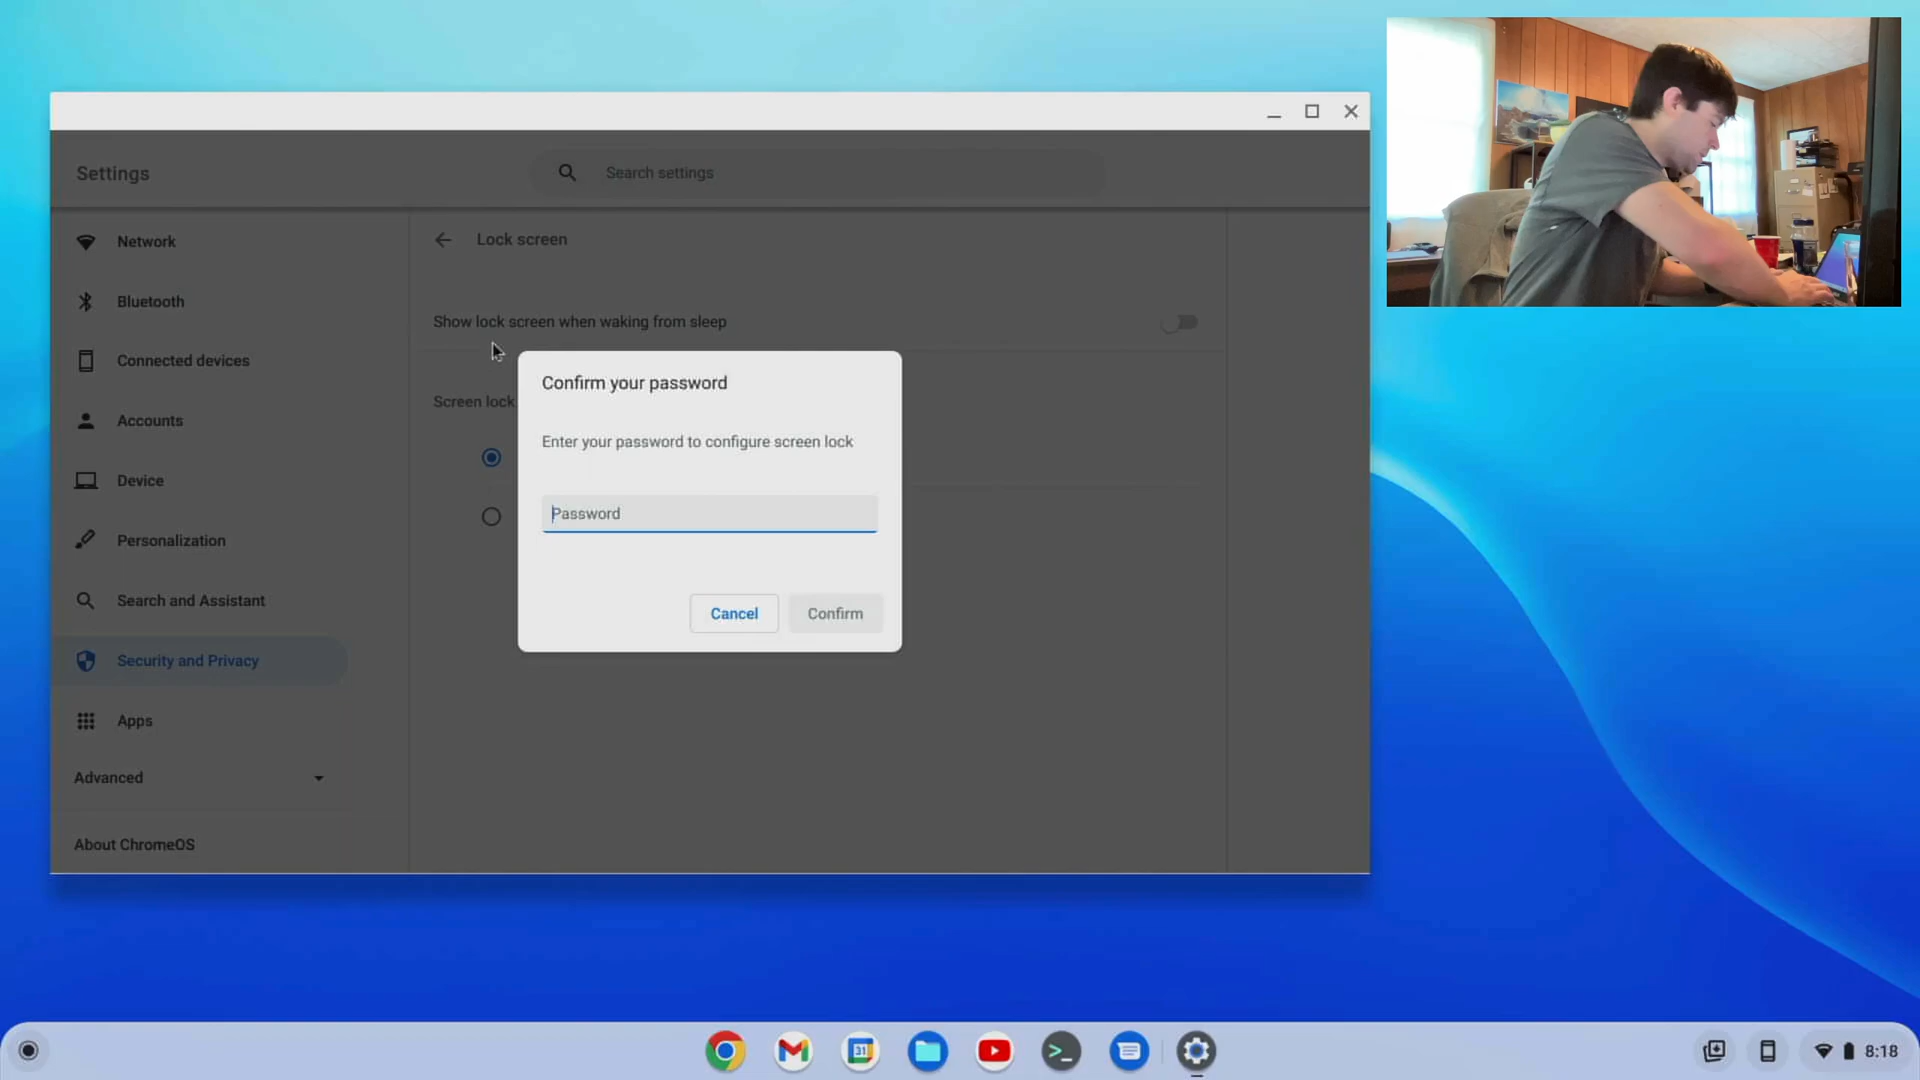 Settings
Search settings
Network
Bluetooth
Connected devices
Accounts
Device
Personalization
Search and Assistant
Security and Privacy
Apps
Advanced
About ChromeOS
Lock screen
Show lock screen when waking from sleep
Screen lock
Confirm your password
Enter your password to configure screen lock
Password
Cancel
Confirm
31
8:18